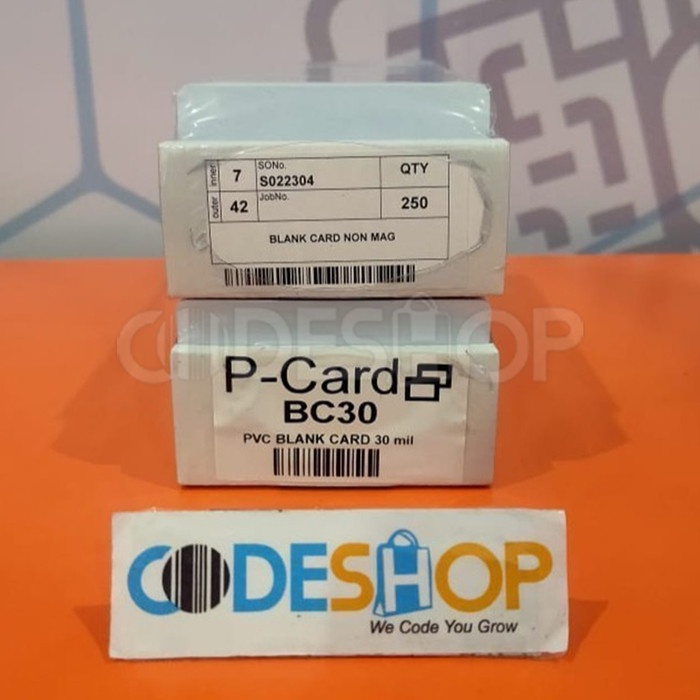 inner 7 SONo. S022304 QTY
outer 42 JobNo. 250
BLANK CARD NON MAG
CODESHOP
P-Card
BC30
PVC BLANK CARD 30 mil
CODESHOP
We Code You Grow